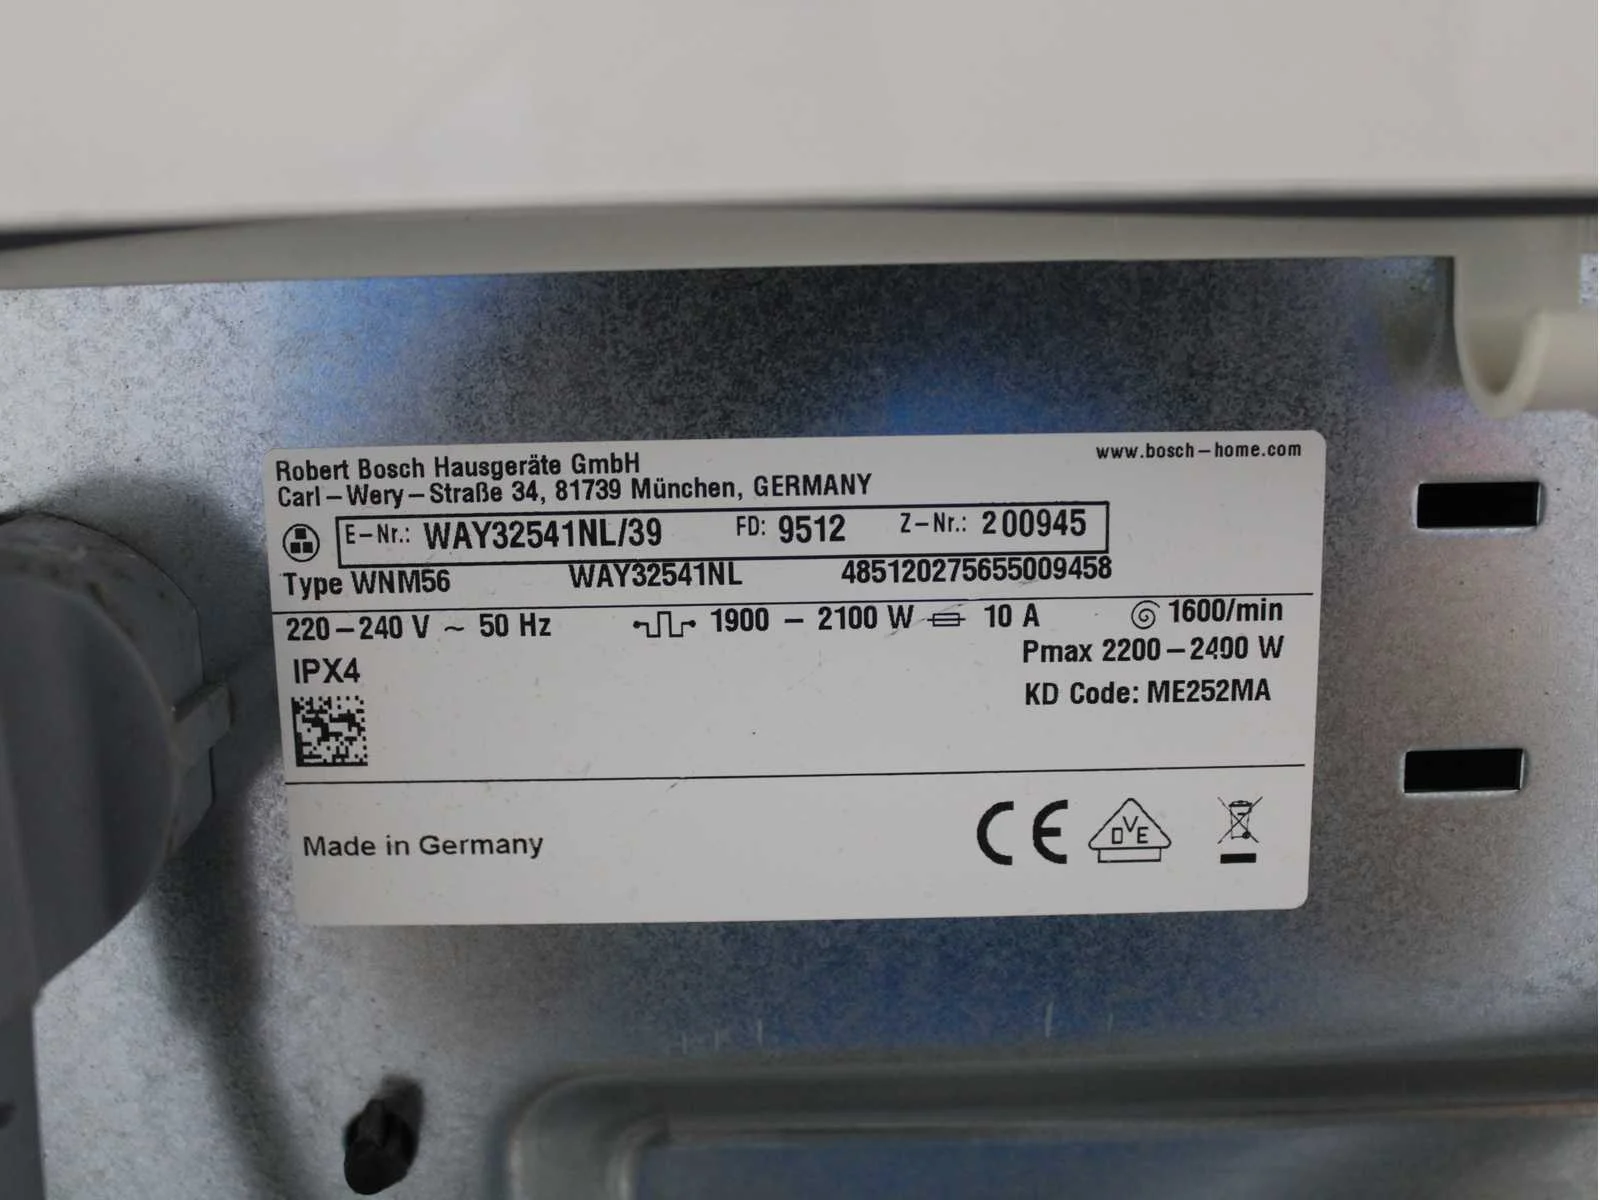 www.bosch-home.com
Robert Bosch Hausgeräte GmbH
Carl-Wery-Straße 34, 81739 München, GERMANY
E-Nr.: WAY32541NL/39 FD: 9512 Z-Nr.: 200945
Type WNM56 WAY32541NL 485120275655009458
220-240 V ~ 50 Hz 1900 - 2100 W 10 A 1600/min
Pmax 2200-2400 W
IPX4
KD Code: ME252MA
Made in Germany
CE DVE